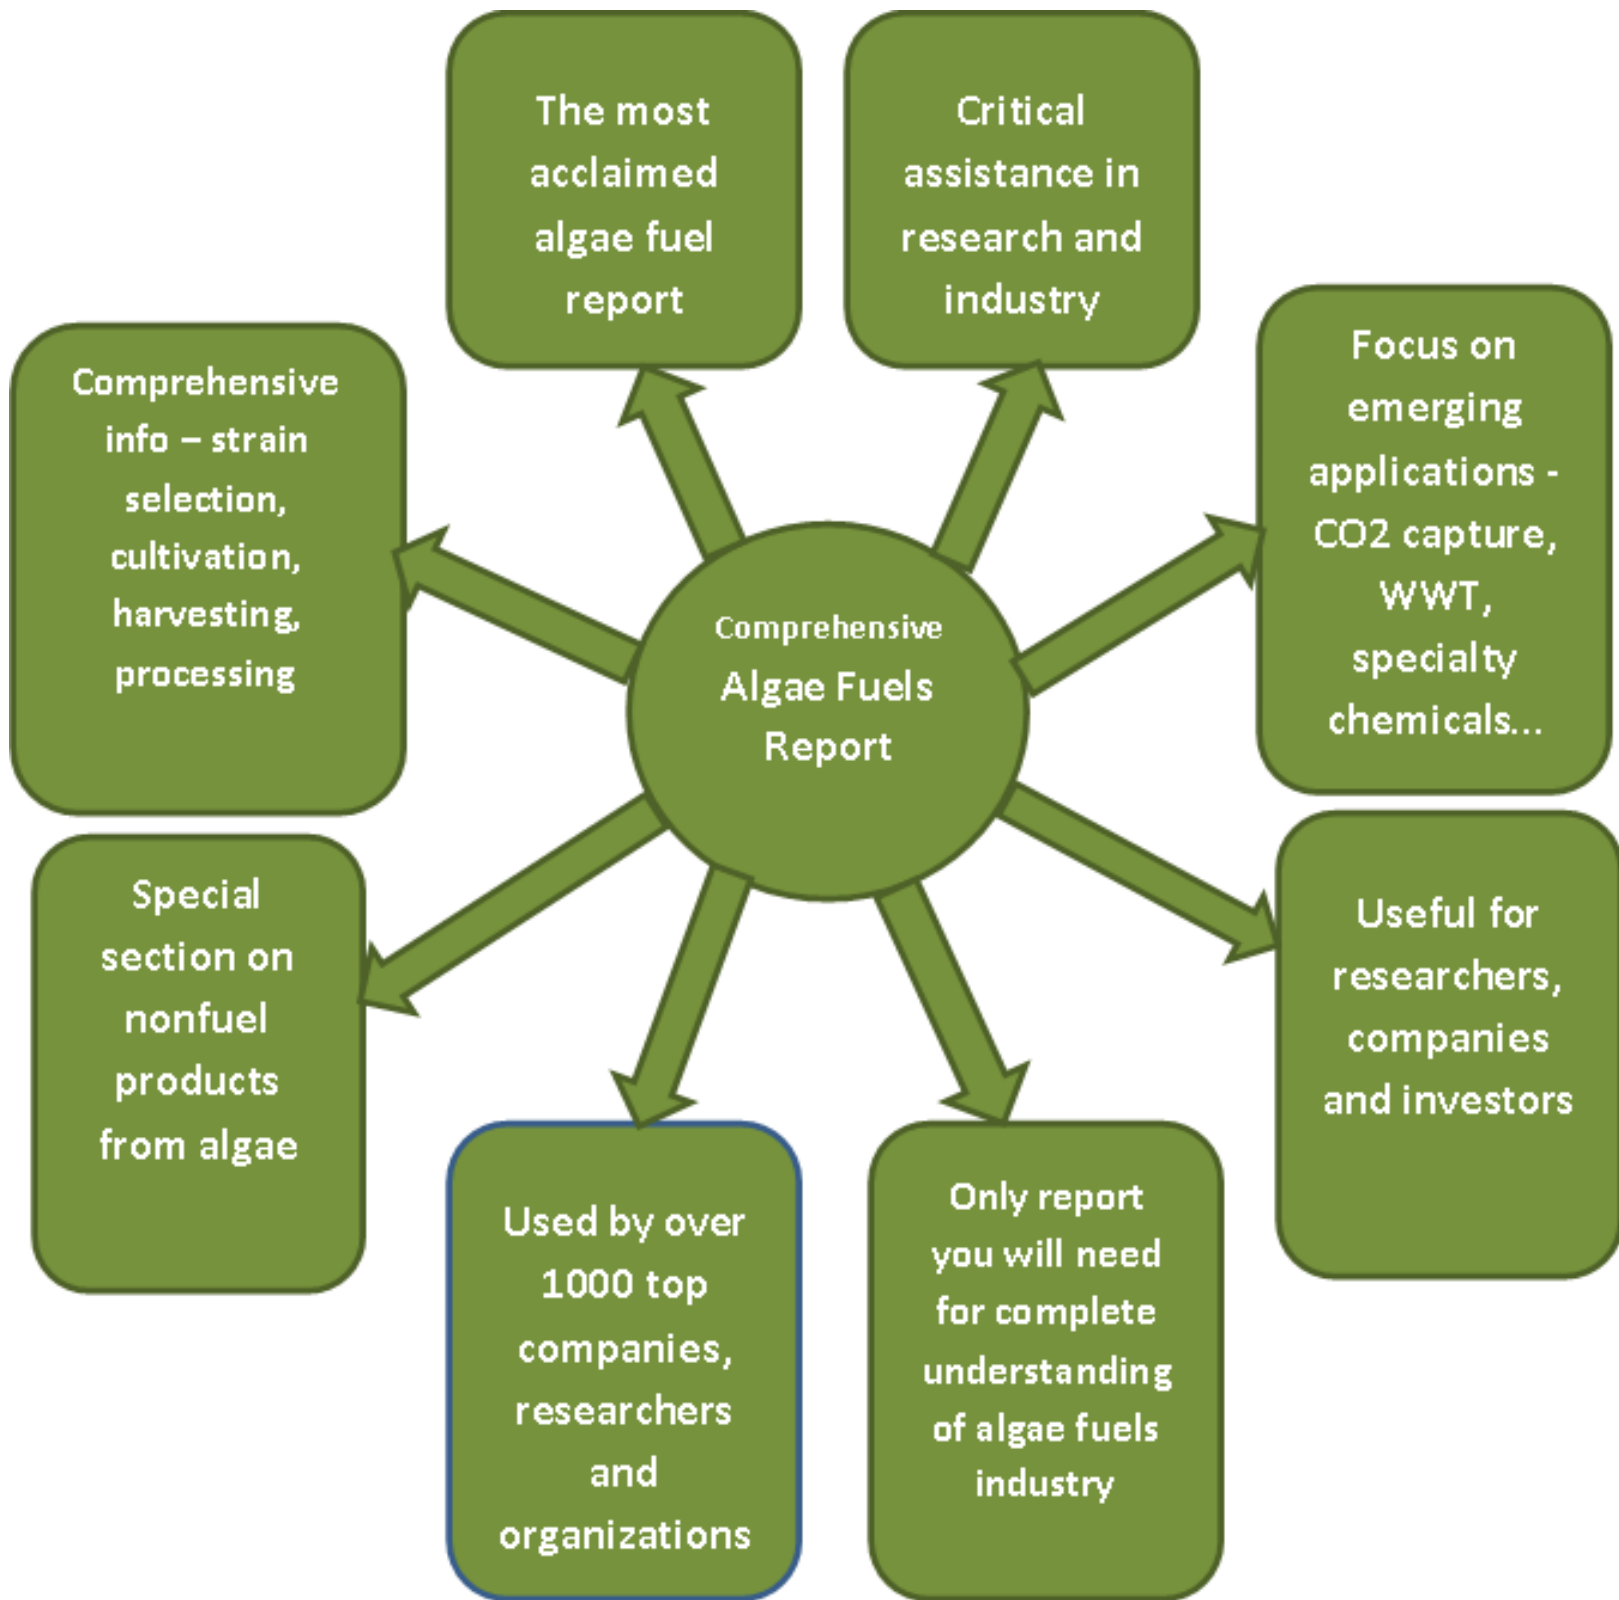 The most
acclaimed
algae fuel
report
Critical
assistance in
research and
industry
Comprehensive
info – strain
selection,
cultivation,
harvesting,
processing
Focus on
emerging
applications -
CO2 capture,
WWT,
specialty
chemicals...
Comprehensive
Algae Fuels
Report
Special
section on
nonfuel
products
from algae
Useful for
researchers,
companies
and investors
Used by over
1000 top
companies,
researchers
and
organizations
Only report
you will need
for complete
understanding
of algae fuels
industry